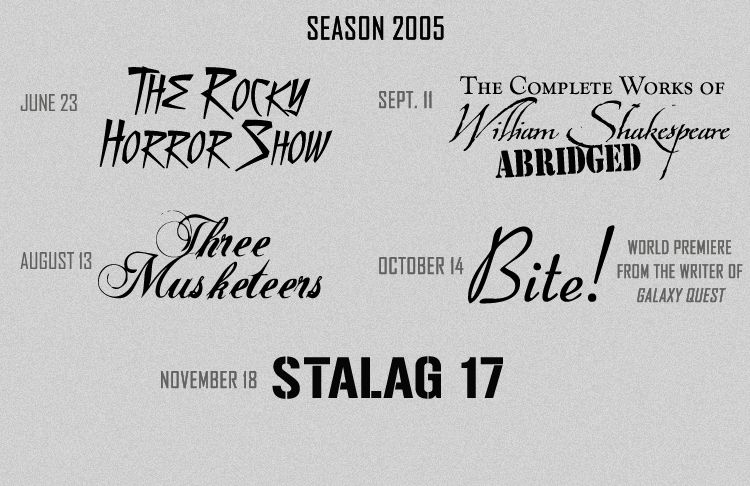 SEASON 2005
JUNE 23
THE ROCKY
HORROR SHOW
SEPT. 11
THE COMPLETE WORKS OF
William Shakespeare
ABRIDGED
AUGUST 13
Three
Musketeers
OCTOBER 14
Bite!
WORLD PREMIERE
FROM THE WRITER OF
GALAXY QUEST
NOVEMBER 18
STALAG 17